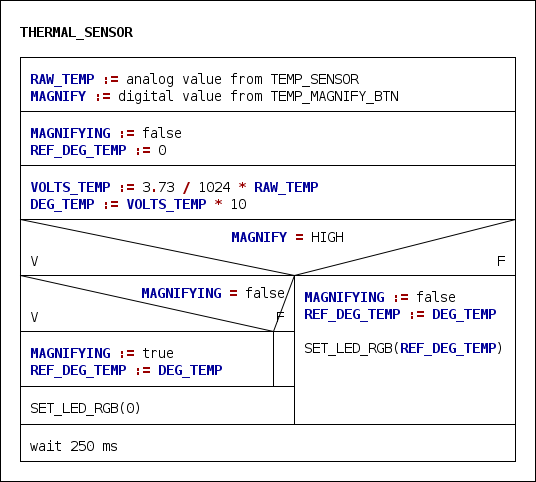 THERMAL_SENSOR
RAW_TEMP := analog value from TEMP_SENSOR
MAGNIFY := digital value from TEMP_MAGNIFY_BTN
MAGNIFYING := false
REF_DEG_TEMP := 0
VOLTS_TEMP := 3.73 / 1024 * RAW_TEMP
DEG_TEMP := VOLTS_TEMP * 10
MAGNIFY = HIGH
V
F
MAGNIFYING = false
V
F
MAGNIFYING := true
REF_DEG_TEMP := DEG_TEMP
SET_LED_RGB(0)
MAGNIFYING := false
REF_DEG_TEMP := DEG_TEMP
SET_LED_RGB(REF_DEG_TEMP)
wait 250 ms